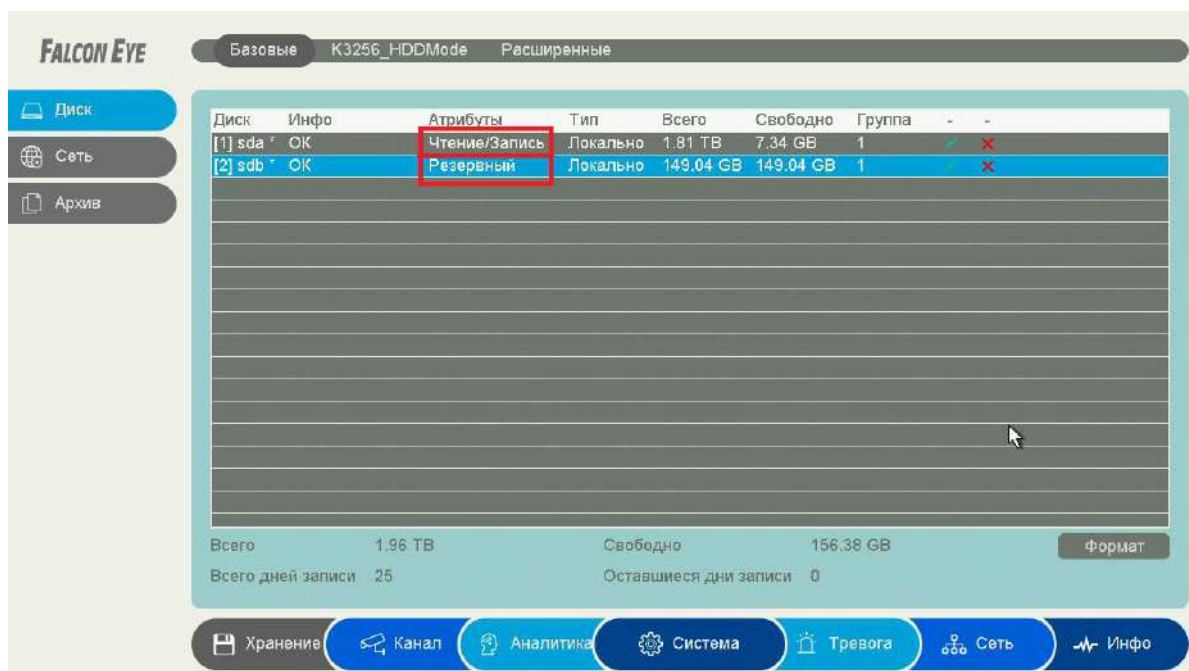 FALCON EYE
Базовые K3256_HDDMode Расширенные
Диск
Сеть
Архив
Диск Инфо Атрибуты Тип Всего Свободно Группа - -
[1] sda * OK Чтение/Запись Локально 1.81 TB 7.34 GB 1
[2] sdb * OK Резервный Локально 149.04 GB 149.04 GB 1
Всего 1.96 TB Свободно 156.38 GB Формат
Всего дней записи 25 Оставшиеся дни записи 0
Хранение Канал Аналитика Система Тревога Сеть Инфо